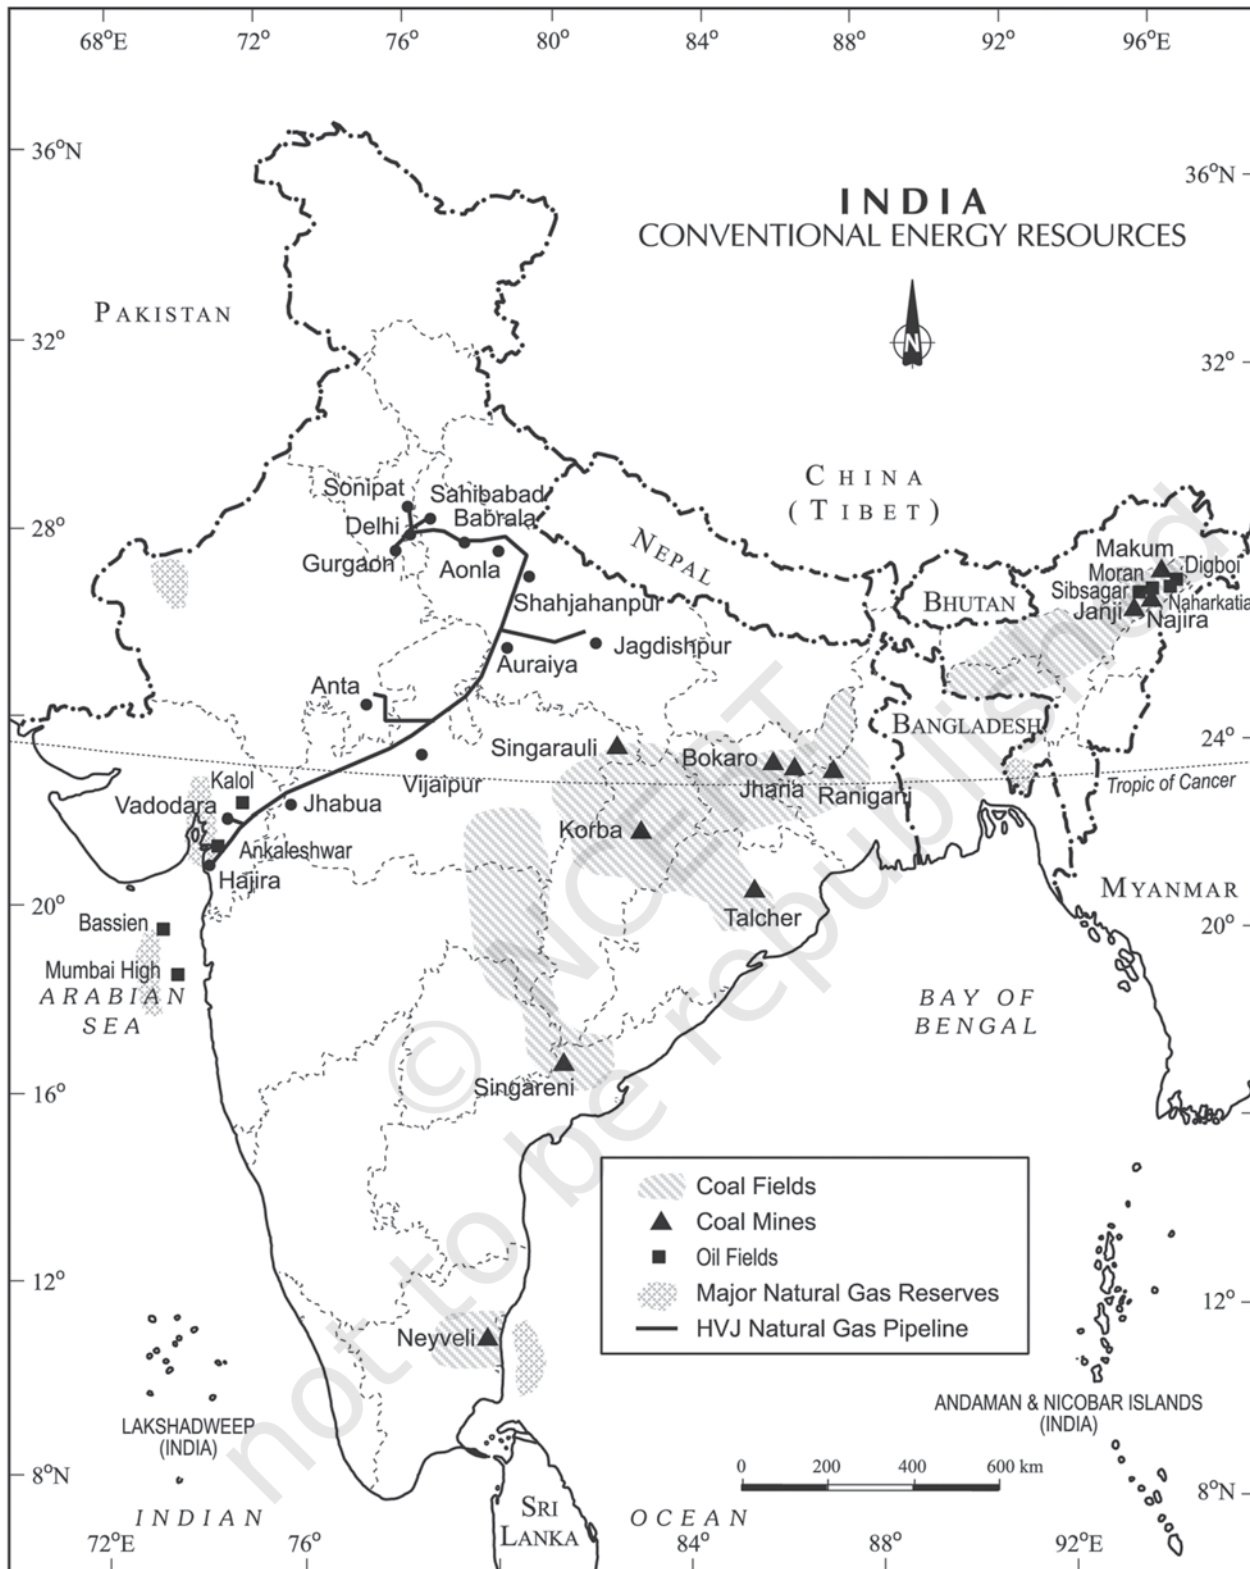 68°E 72° 76° 80° 84° 88° 92° 96°E
36°N
36°N
INDIA
CONVENTIONAL ENERGY RESOURCES
PAKISTAN
N
32°
32°
CHINA
(TIBET)
Sonipat
Sahibabad
Babrala
Delhi
28°
28°
Gurgaon
Aonla
NEPAL
Makum
Digboi
Moran
Sibsagar
Naharkatia
Janji
Najira
BHUTAN
Shahjahanpur
Jagdishpur
Auraiya
Anta
BANGLADESH
24°
Singarauli
Bokaro
Jharia
Raniganj
Tropic of Cancer
Vijaipur
Kalol
Vadodara
Jhabua
Korba
Ankaleshwar
Hajira
MYANMAR
20°
20°
Talcher
Bassien
Mumbai High
ARABIAN
SEA
BAY OF
BENGAL
16°
Singareni
© NCERT
not to be republished
Coal Fields
Coal Mines
Oil Fields
Major Natural Gas Reserves
HVJ Natural Gas Pipeline
12°
12°
Neyveli
LAKSHADWEEP
(INDIA)
ANDAMAN & NICOBAR ISLANDS
(INDIA)
0 200 400 600 km
8°N
8°N
SRI
LANKA
INDIAN OCEAN
72°E 76° 84° 88° 92°E